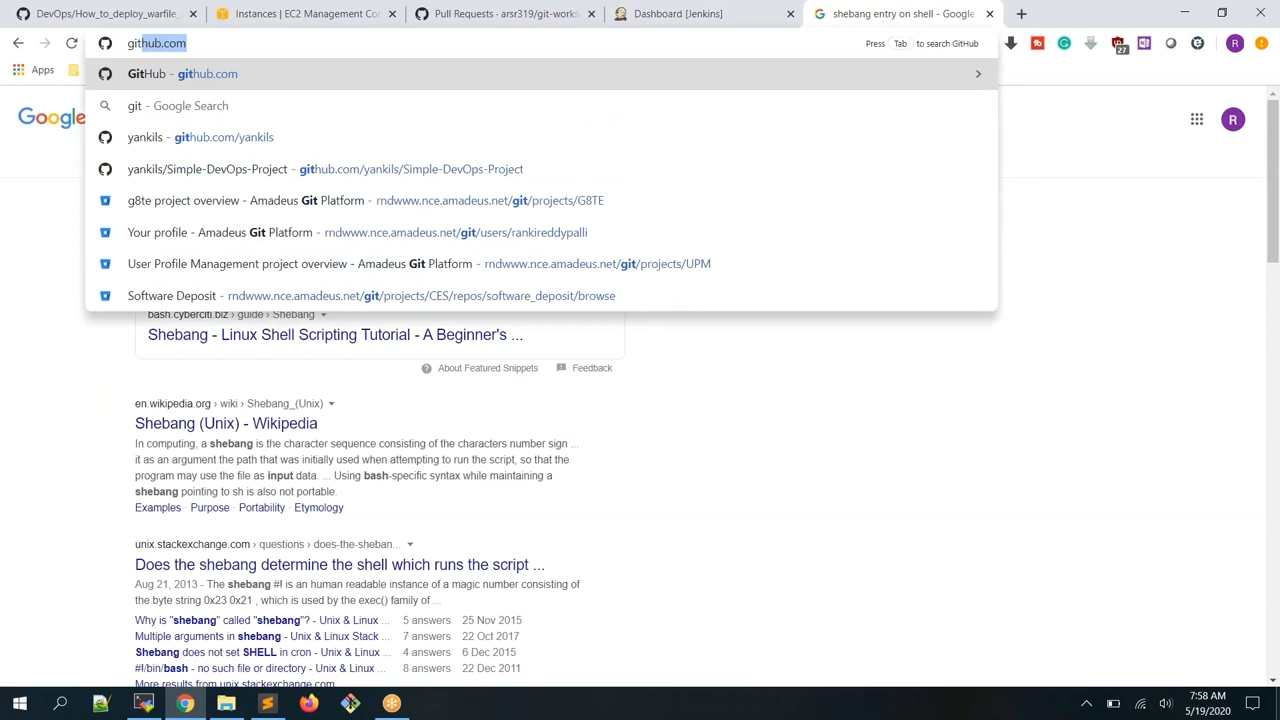 DevOps/How_to_deploy_warfile_
Instances | EC2 Management Co
Pull Requests · arsr319/git-works
Dashboard [Jenkins]
shebang entry on shell - Google
github.com
Press Tab to search GitHub
27
R
Apps
GitHub - github.com
git - Google Search
yankils - github.com/yankils
yankils/Simple-DevOps-Project - github.com/yankils/Simple-DevOps-Project
g8te project overview - Amadeus Git Platform - rndwww.nce.amadeus.net/git/projects/G8TE
Your profile - Amadeus Git Platform - rndwww.nce.amadeus.net/git/users/rankireddypalli
User Profile Management project overview - Amadeus Git Platform - rndwww.nce.amadeus.net/git/projects/UPM
Software Deposit - rndwww.nce.amadeus.net/git/projects/CES/repos/software_deposit/browse
Google
R
bash.cyberciti.biz › guide › Shebang
Shebang - Linux Shell Scripting Tutorial - A Beginner's ...
About Featured Snippets
Feedback
en.wikipedia.org › wiki › Shebang_(Unix)
Shebang (Unix) - Wikipedia
In computing, a shebang is the character sequence consisting of the characters number sign ...
it as an argument the path that was initially used when attempting to run the script, so that the
program may use the file as input data. ... Using bash-specific syntax while maintaining a
shebang pointing to sh is also not portable.
Examples · Purpose · Portability · Etymology
unix.stackexchange.com › questions › does-the-sheban...
Does the shebang determine the shell which runs the script ...
Aug 21, 2013 - The shebang #! is an human readable instance of a magic number consisting of
the byte string 0x23 0x21 , which is used by the exec() family of ...
Why is "shebang" called "shebang"? - Unix & Linux ... 5 answers 25 Nov 2015
Multiple arguments in shebang - Unix & Linux Stack ... 7 answers 22 Oct 2017
Shebang does not set SHELL in cron - Unix & Linux ... 4 answers 6 Dec 2015
#!/bin/bash - no such file or directory - Unix & Linux ... 8 answers 22 Dec 2011
More results from unix.stackexchange.com
7:58 AM
5/19/2020